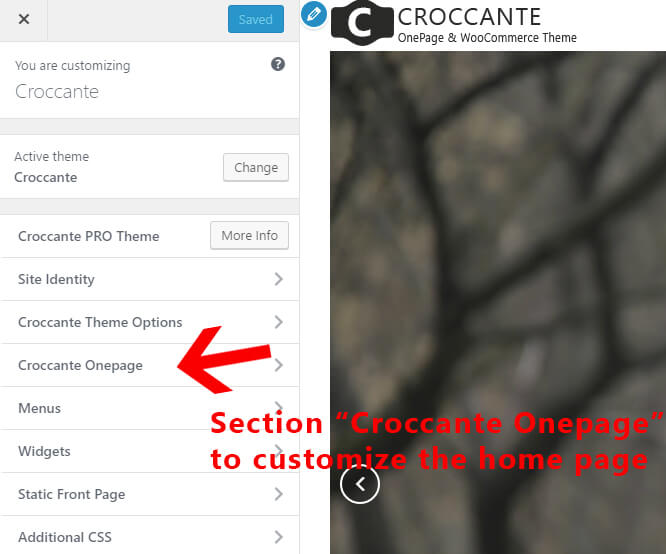 Saved
You are customizing
Croccante
Active theme
Croccante
Change
Croccante PRO Theme
More Info
Site Identity
Croccante Theme Options
Croccante Onepage
Menus
Widgets
Static Front Page
Additional CSS
C
CROCCANTE
OnePage & WooCommerce Theme
Section “Croccante Onepage”
to customize the home page